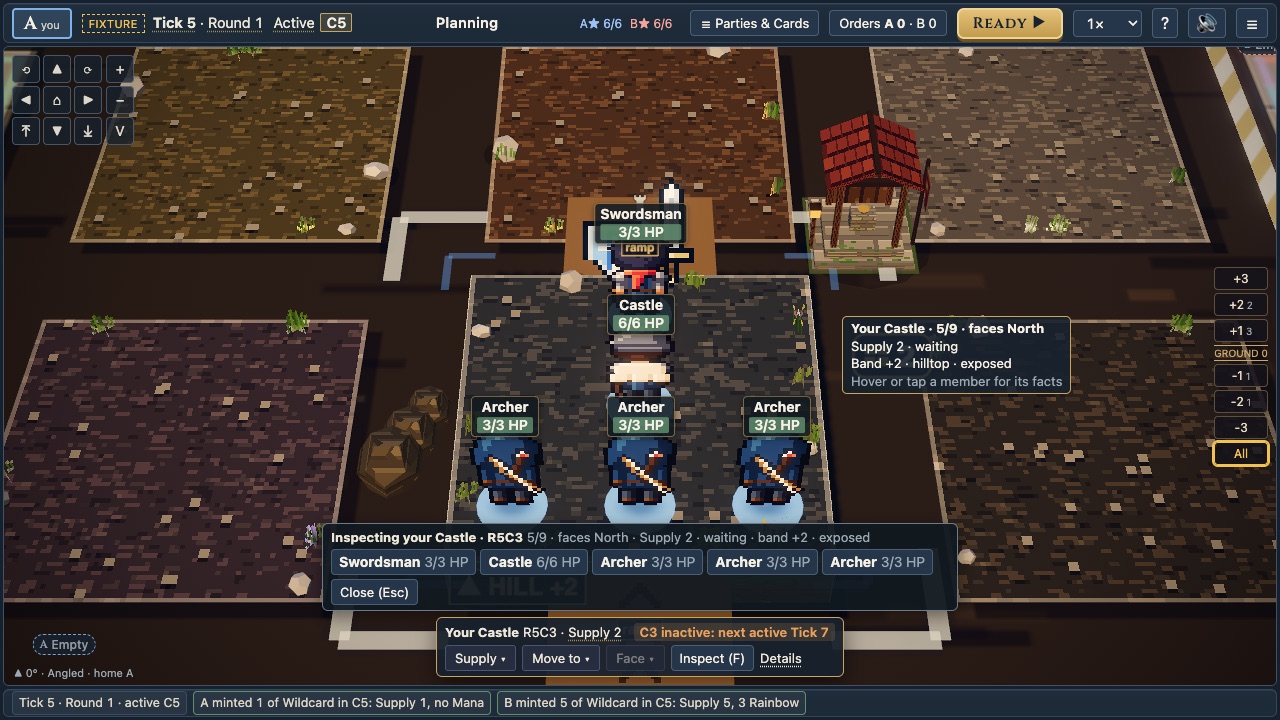 A you
FIXTURE
Tick 5 · Round 1
Active C5
Planning
A★ 6/6 B★ 6/6
≡ Parties & Cards
Orders A 0 · B 0
READY ▶
1×
?
≡
V
Swordsman
3/3 HP
ramp
Castle
6/6 HP
Archer
3/3 HP
Archer
3/3 HP
Archer
3/3 HP
Your Castle · 5/9 · faces North
Supply 2 · waiting
Band +2 · hilltop · exposed
Hover or tap a member for its facts
+3
+2 2
+1 3
GROUND 0
-1 1
-2 1
-3
All
Inspecting your Castle · R5C3 5/9 · faces North · Supply 2 · waiting · band +2 · exposed
Swordsman 3/3 HP
Castle 6/6 HP
Archer 3/3 HP
Archer 3/3 HP
Archer 3/3 HP
Close (Esc)
▲ HILL +2
Your Castle R5C3 · Supply 2 C3 inactive: next active Tick 7
Supply
Move to
Face
Inspect (F)
Details
A Empty
▲ 0° · Angled · home A
Tick 5 · Round 1 · active C5
A minted 1 of Wildcard in C5: Supply 1, no Mana
B minted 5 of Wildcard in C5: Supply 5, 3 Rainbow